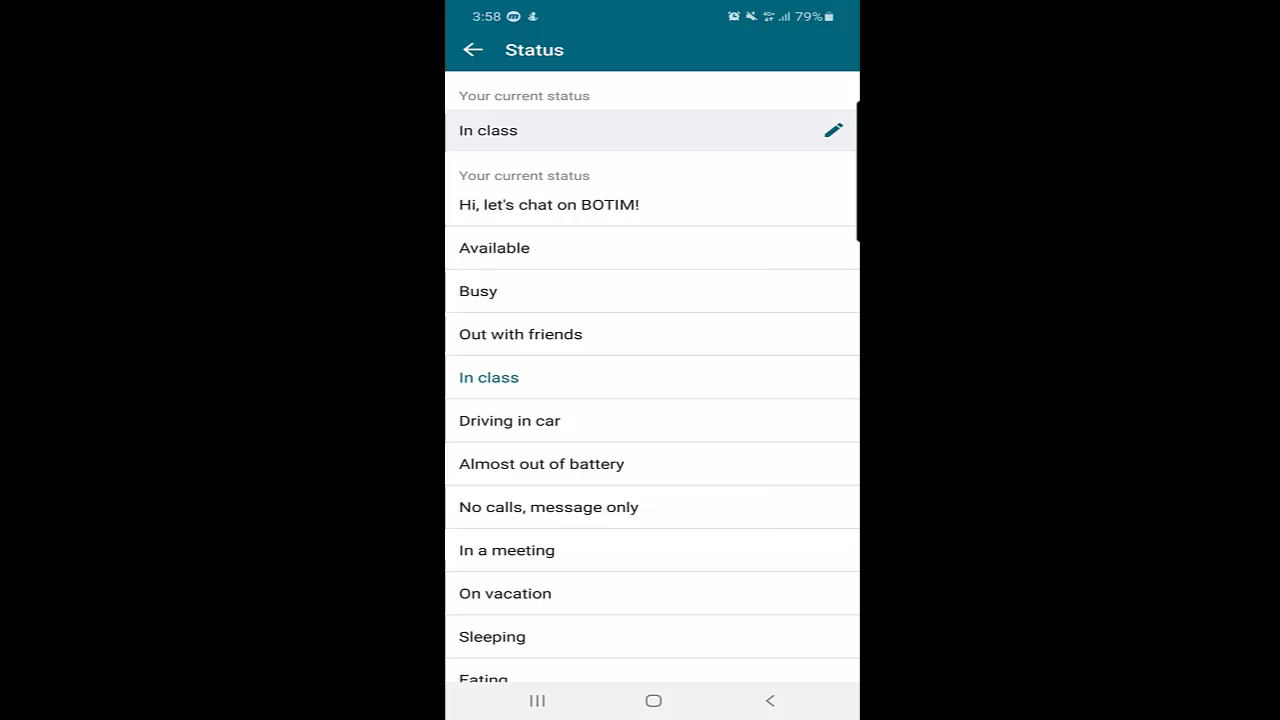 3:58 79%
Status
Your current status
In class
Your current status
Hi, let's chat on BOTIM!
Available
Busy
Out with friends
In class
Driving in car
Almost out of battery
No calls, message only
In a meeting
On vacation
Sleeping
Eating